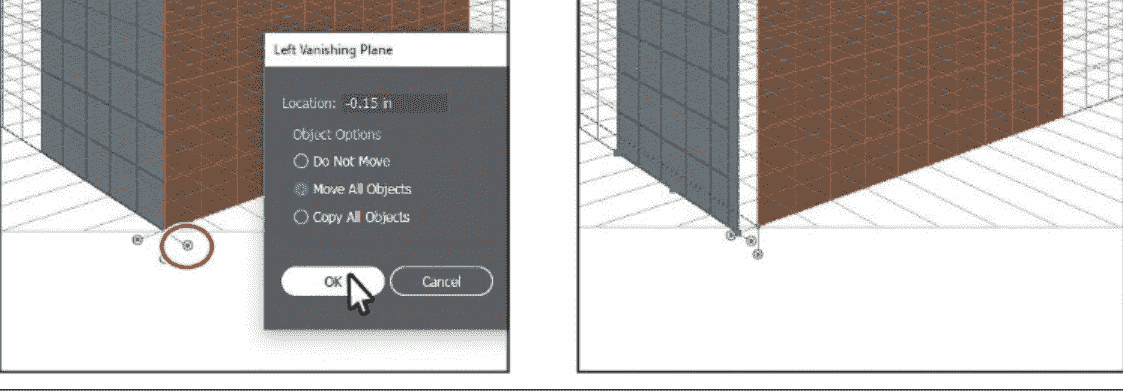 Left Vanishing Plane
Location: -0.15 in
Object Options
Do Not Move
Move All Objects
Copy All Objects
OK
Cancel